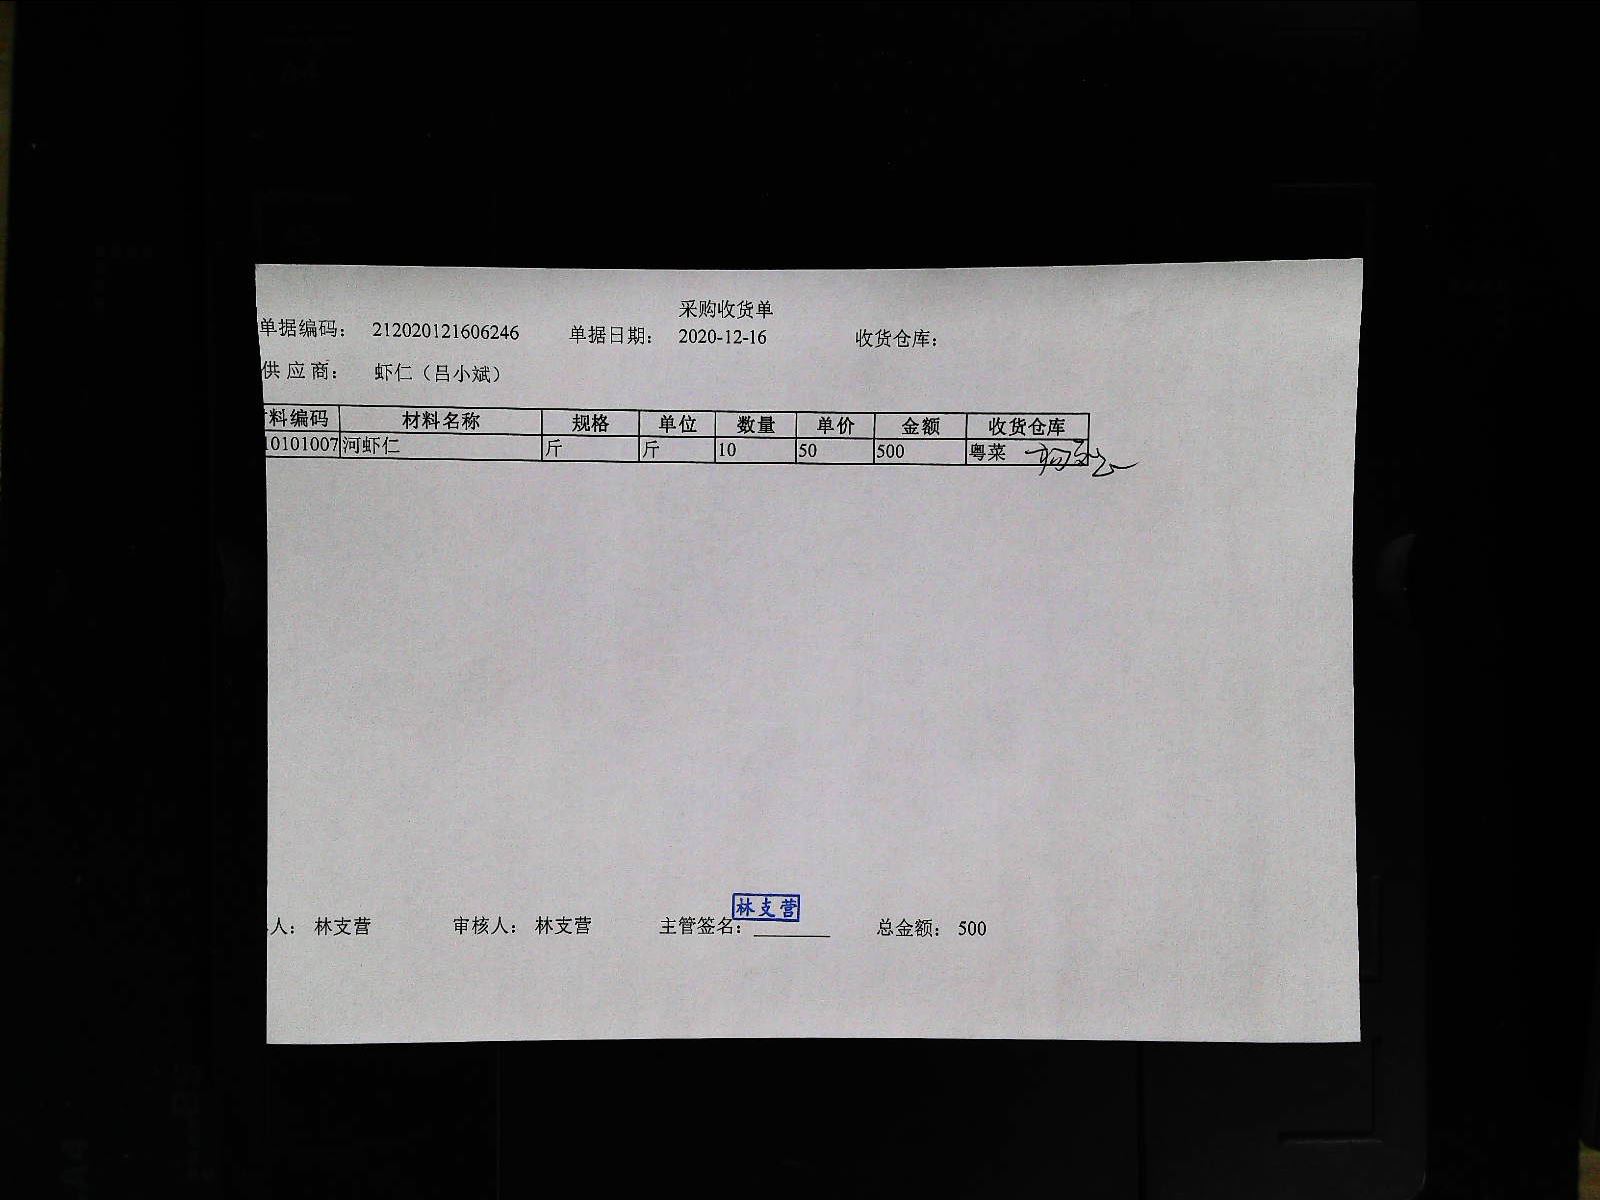 采购收货单
单据编码： 212020121606246 单据日期： 2020-12-16 收货仓库：
供应商： 虾仁（吕小斌）
料编码 材料名称 规格 单位 数量 单价 金额 收货仓库
10101007 河虾仁 斤 斤 10 50 500 粤菜
林支营
人： 林支营 审核人： 林支营 主管签名：________ 总金额： 500